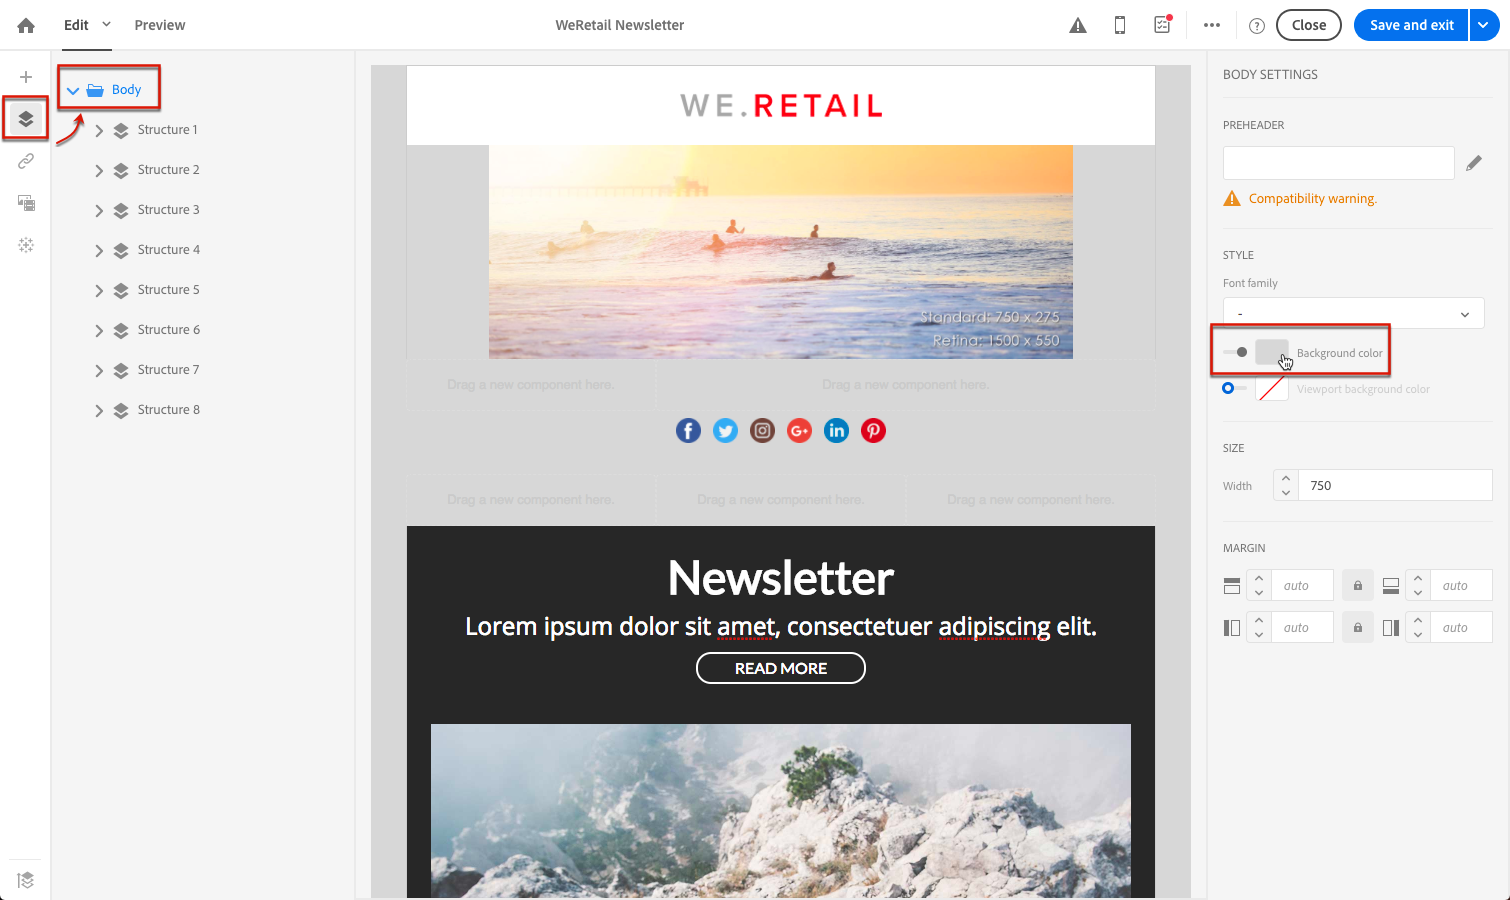 Edit
Preview
WeRetail Newsletter
Close
Save and exit
Body
Structure 1
Structure 2
Structure 3
Structure 4
Structure 5
Structure 6
Structure 7
Structure 8
WE.RETAIL
Standard: 750 x 275
Retina: 1500 x 550
Drag a new component here.
Drag a new component here.
Drag a new component here.
Drag a new component here.
Drag a new component here.
Newsletter
Lorem ipsum dolor sit amet, consectetuer adipiscing elit.
READ MORE
BODY SETTINGS
PREHEADER
Compatibility warning.
STYLE
Font family
-
Background color
Viewport background color
SIZE
Width
750
MARGIN
auto
auto
auto
auto